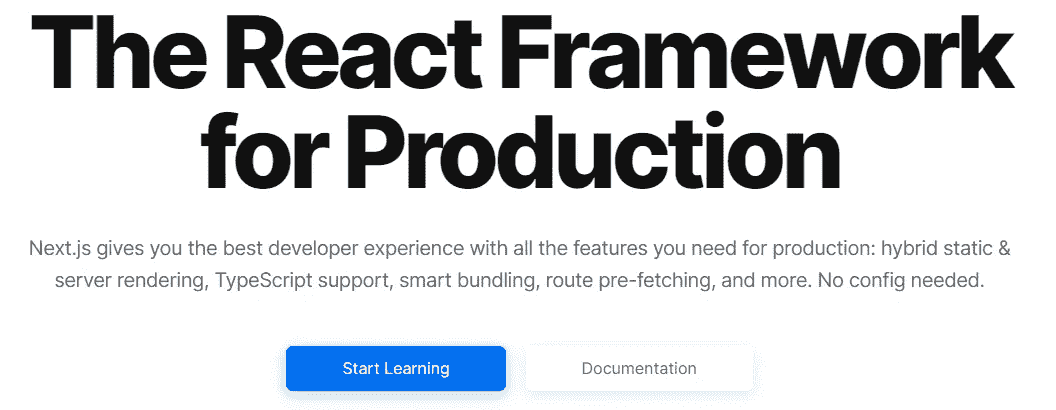 The React Framework
for Production
Next.js gives you the best developer experience with all the features you need for production: hybrid static &
server rendering, TypeScript support, smart bundling, route pre-fetching, and more. No config needed.
Start Learning
Documentation